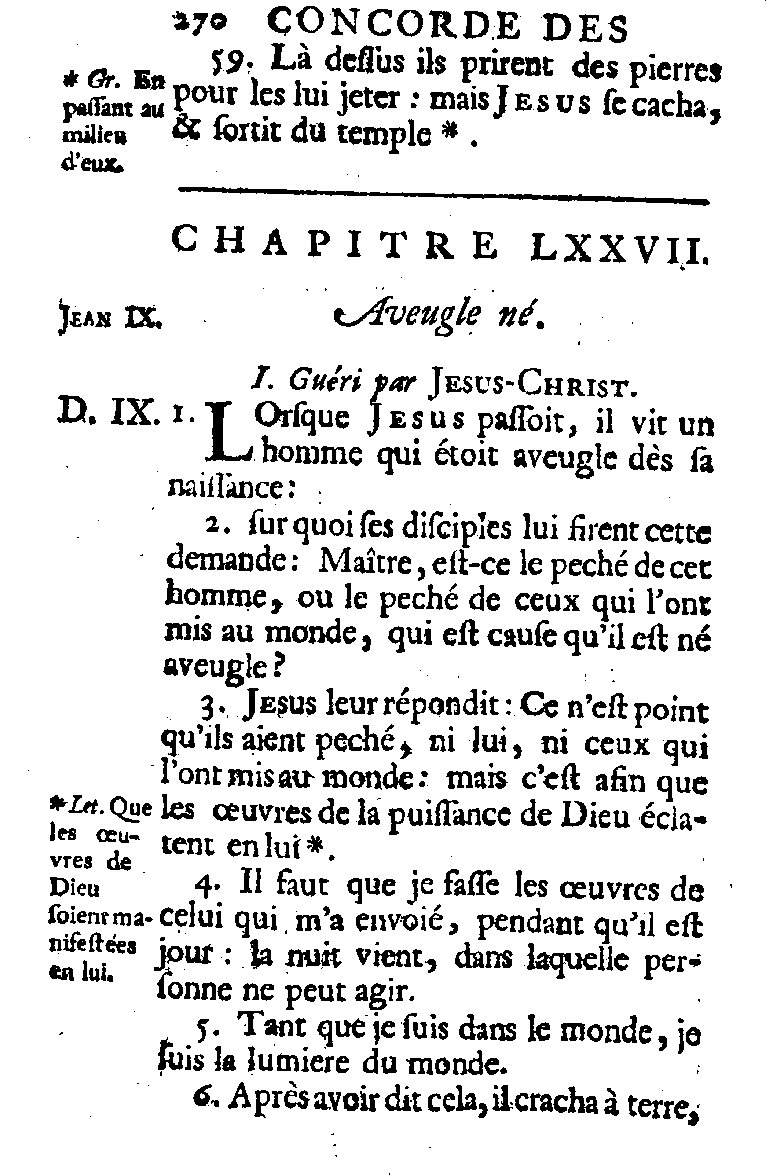 270 CONCORDE DES
59. Là deſſus ils prirent des pierres
pour les lui jeter : mais JESUS ſe cacha,
& ſortit du temple * .
* Gr. En
paſſant au
milieu
d'eux.
CHAPITRE LXXVII.
JEAN IX.
Aveugle né.
I. Guéri par JESUS-CHRIST.
D. IX. 1. LOrſque JESUS paſſoit, il vit un
homme qui étoit aveugle dès ſa
naiſſance :
2. ſur quoi ſes diſciples lui firent cette
demande : Maître, eſt-ce le peché de cet
homme, ou le peché de ceux qui l'ont
mis au monde, qui eſt cauſe qu'il eſt né
aveugle ?
3. JESUS leur répondit : Ce n'eſt point
qu'ils aient peché, ni lui, ni ceux qui
l'ont mis au monde : mais c'eſt afin que
les œuvres de la puiſſance de Dieu écla-
tent en lui *.
* Let. Que
les œu-
vres de
Dieu
ſoient ma-
nifeſtées
en lui.
4. Il faut que je faſſe les œuvres de
celui qui m'a envoié, pendant qu'il eſt
jour : la nuit vient, dans laquelle per-
ſonne ne peut agir.
5. Tant que je ſuis dans le monde, je
ſuis la lumiere du monde.
6. Après avoir dit cela, il cracha à terre,